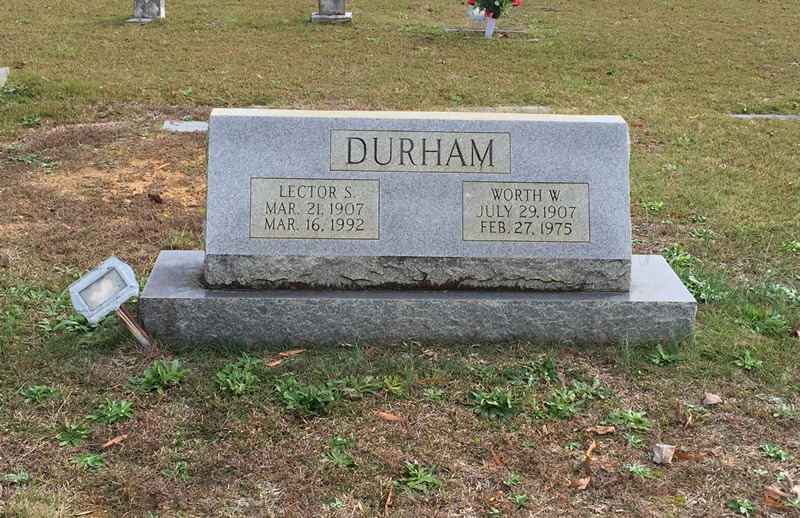 DURHAM
LECTOR S.
MAR. 21, 1907
MAR. 16, 1992
WORTH W.
JULY 29, 1907
FEB. 27, 1975